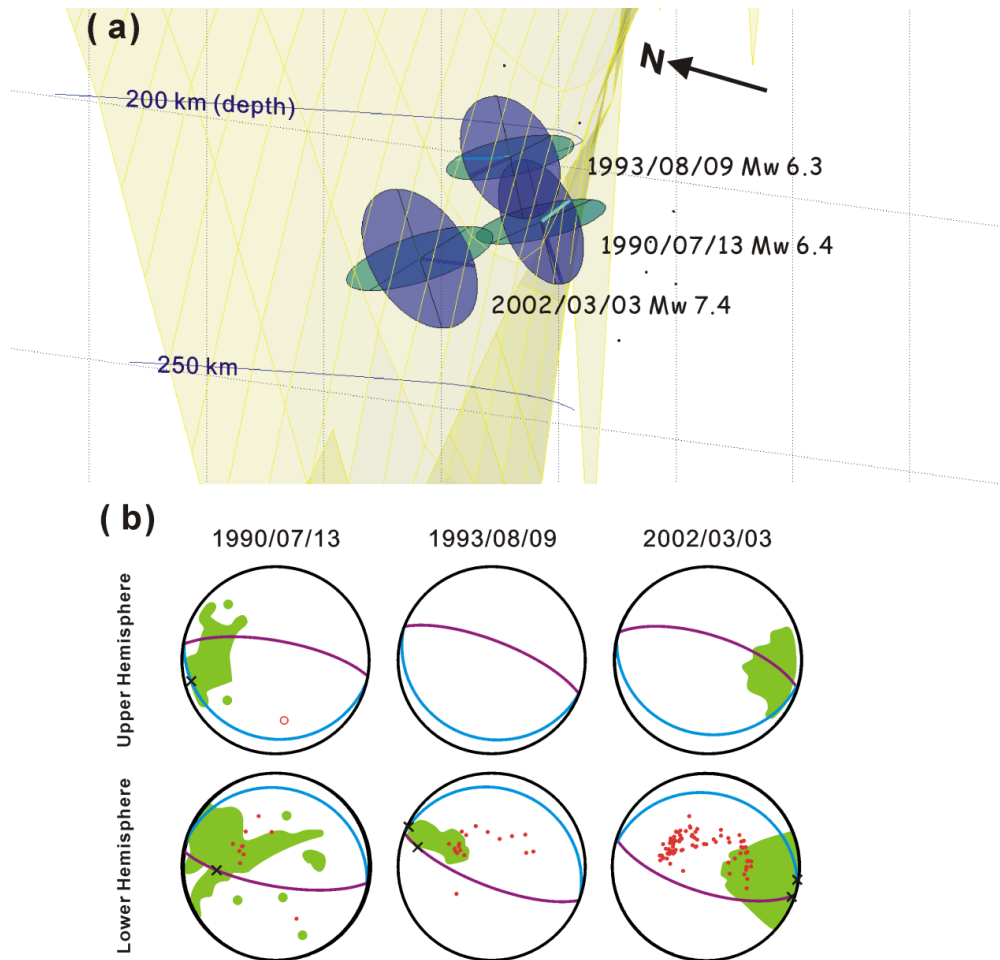 ( a)
N
200 km (depth)
1993/08/09 Mw 6.3
1990/07/13 Mw 6.4
2002/03/03 Mw 7.4
250 km
( b)
1990/07/13 1993/08/09 2002/03/03
Upper Hemisphere
Lower Hemisphere